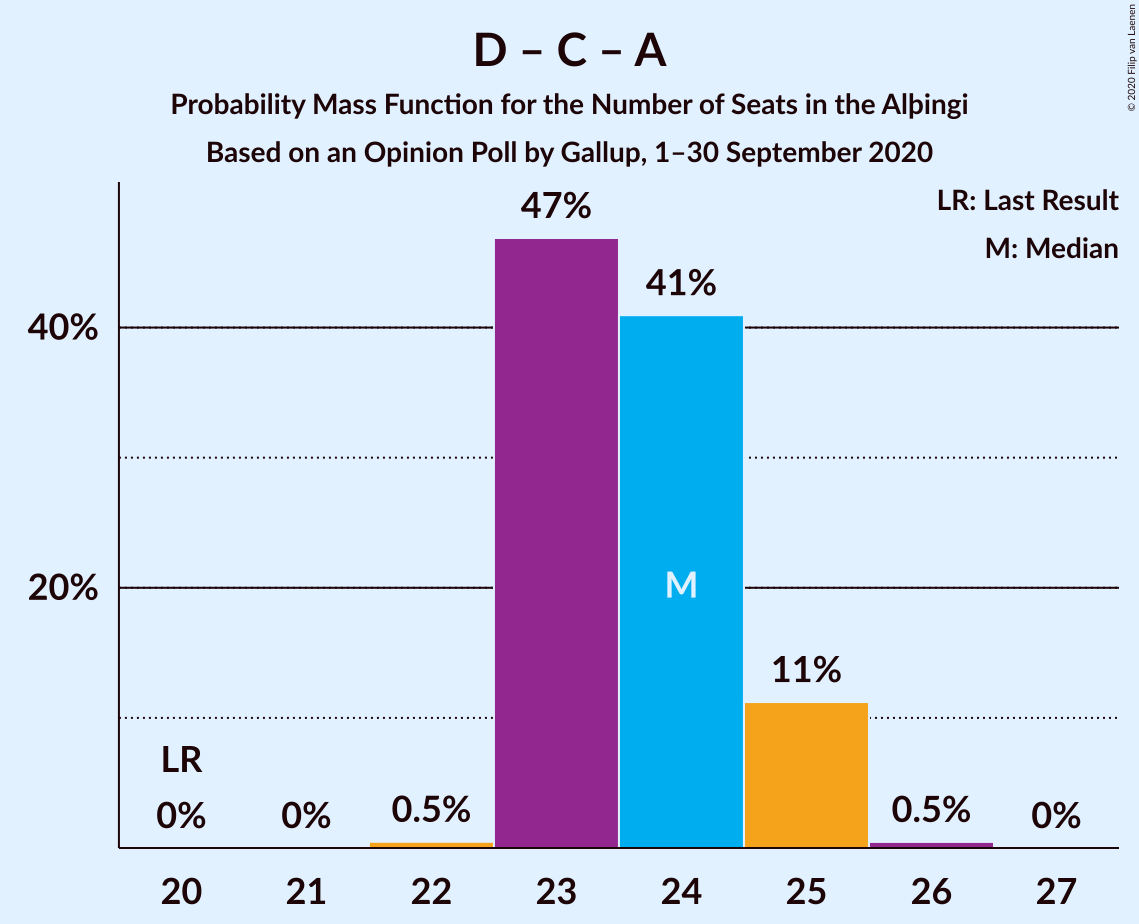 D – C – A
Probability Mass Function for the Number of Seats in the Alþingi
Based on an Opinion Poll by Gallup, 1–30 September 2020
© 2020 Filip van Laenen
LR: Last Result
M: Median
47%
41%
40%
20%
M
11%
LR
0%
0%
0.5%
0.5%
0%
20
21
22
23
24
25
26
27